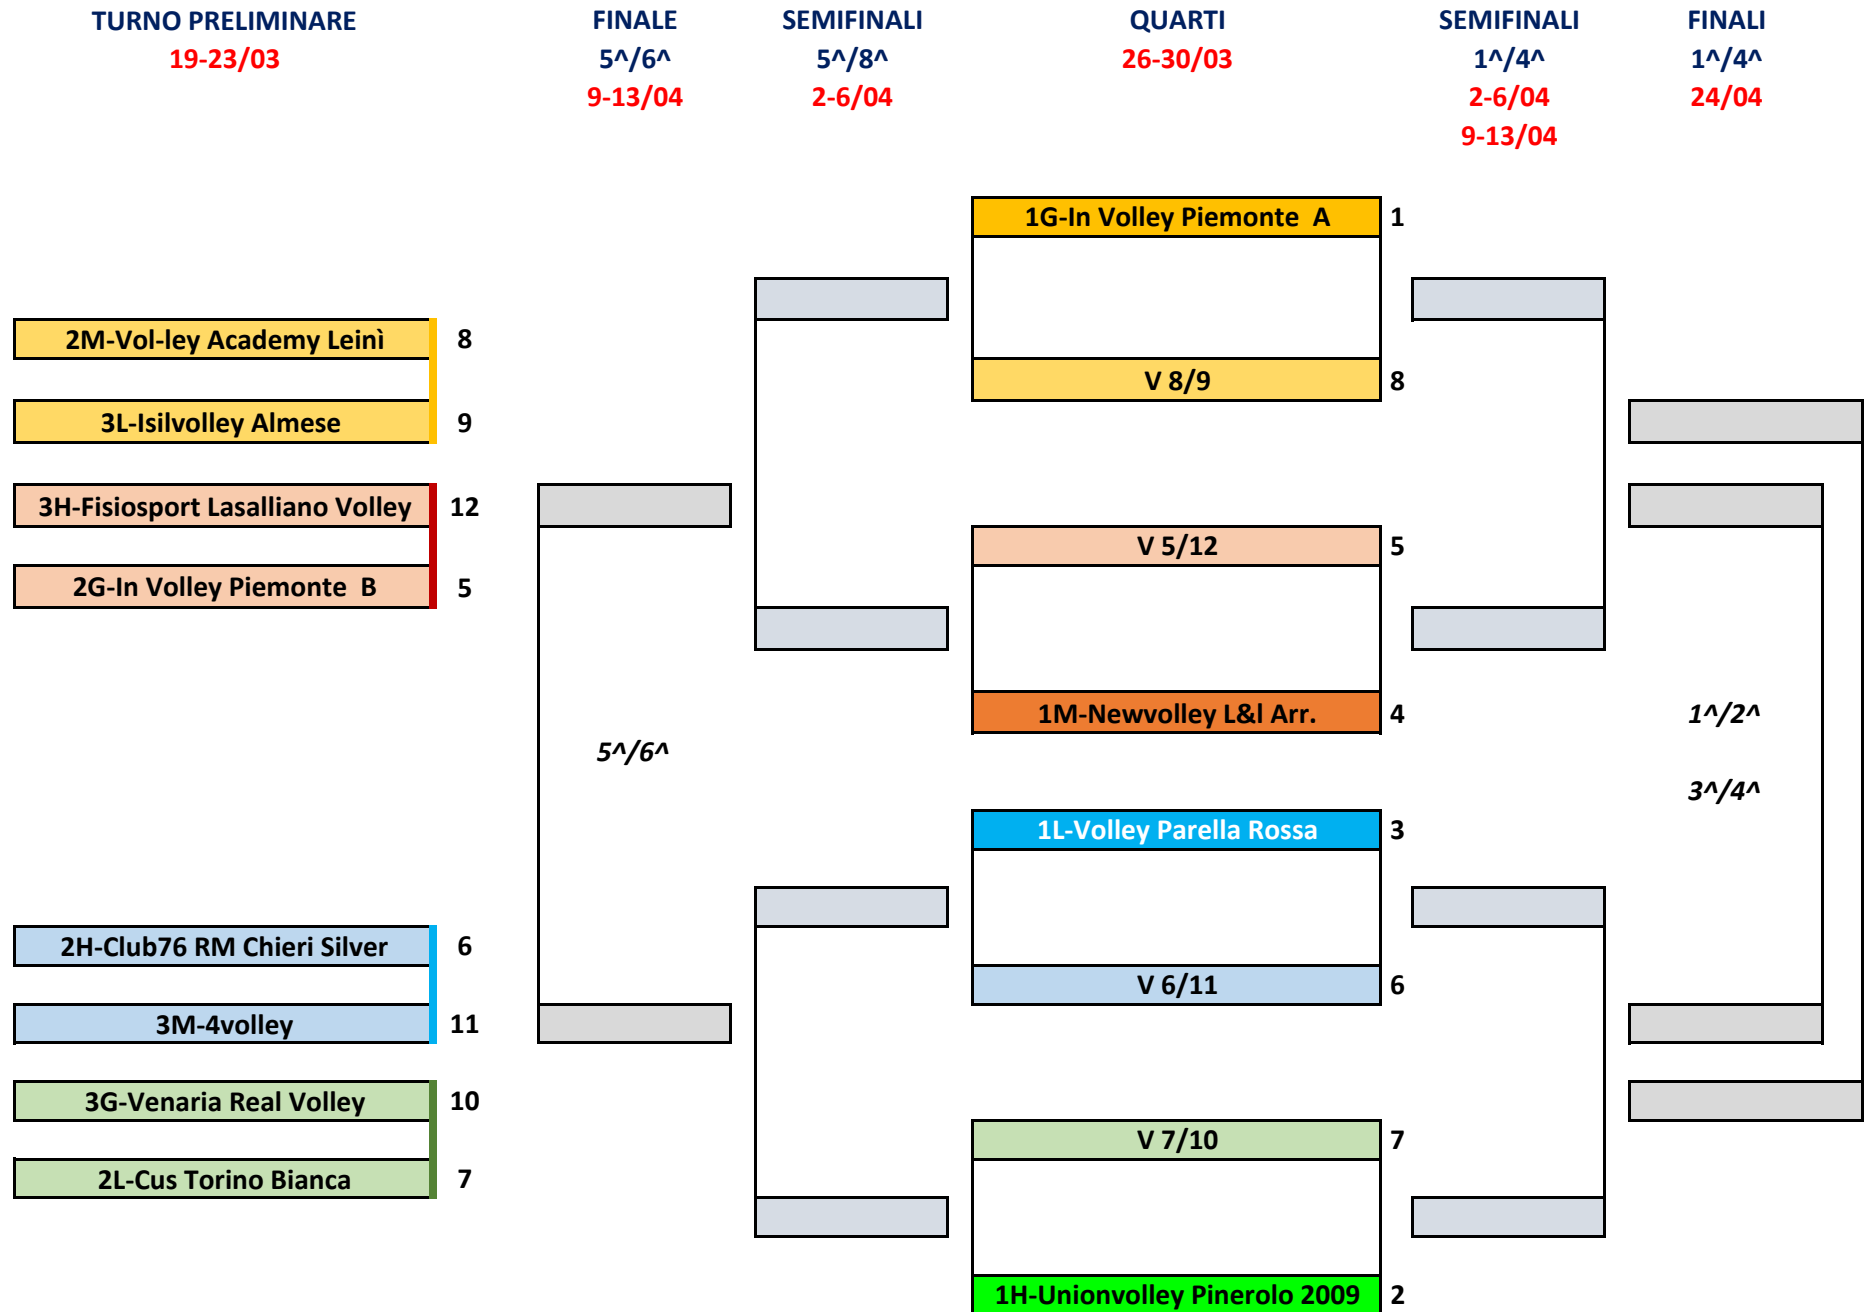 TURNO PRELIMINARE
19-23/03
FINALE
5^/6^
9-13/04
SEMIFINALI
5^/8^
2-6/04
QUARTI
26-30/03
SEMIFINALI
1^/4^
2-6/04
9-13/04
FINALI
1^/4^
24/04
2M-Vol-ley Academy Leinì 8
3L-Isilvolley Almese 9
3H-Fisiosport Lasalliano Volley 12
2G-In Volley Piemonte B 5
2H-Club76 RM Chieri Silver 6
3M-4volley 11
3G-Venaria Real Volley 10
2L-Cus Torino Bianca 7
5^/6^
1G-In Volley Piemonte A 1
V 8/9 8
V 5/12 5
1M-Newvolley L&l Arr. 4
1L-Volley Parella Rossa 3
V 6/11 6
V 7/10 7
1H-Unionvolley Pinerolo 2009 2
1^/2^
3^/4^